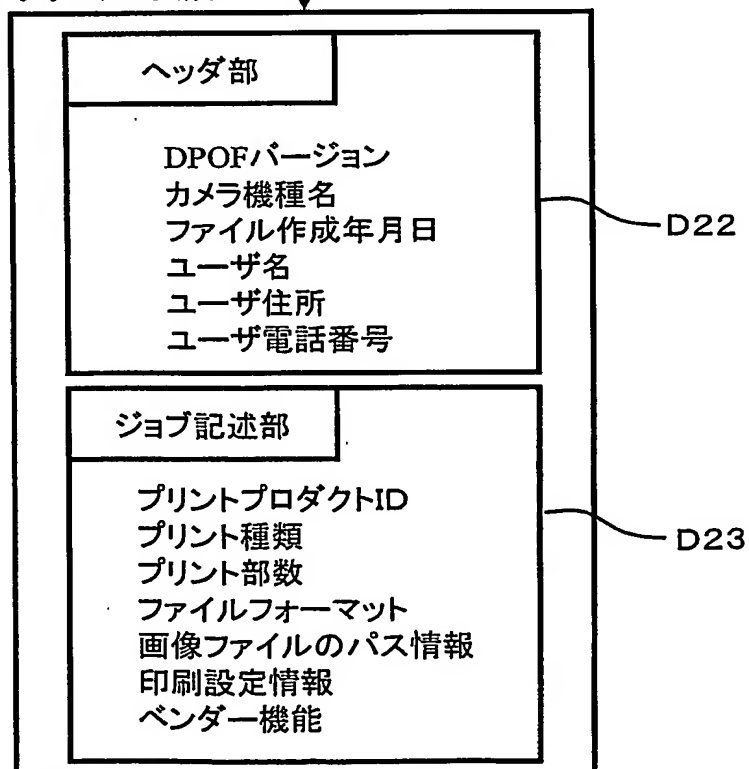 ヘッダ部
DPOFバージョン
カメラ機種名
ファイル作成年月日
ユーザ名
ユーザ住所
ユーザ電話番号
D22
ジョブ記述部
プリントプロダクトID
プリント種類
プリント部数
ファイルフォーマット
画像ファイルのパス情報
印刷設定情報
ベンダー機能
D23